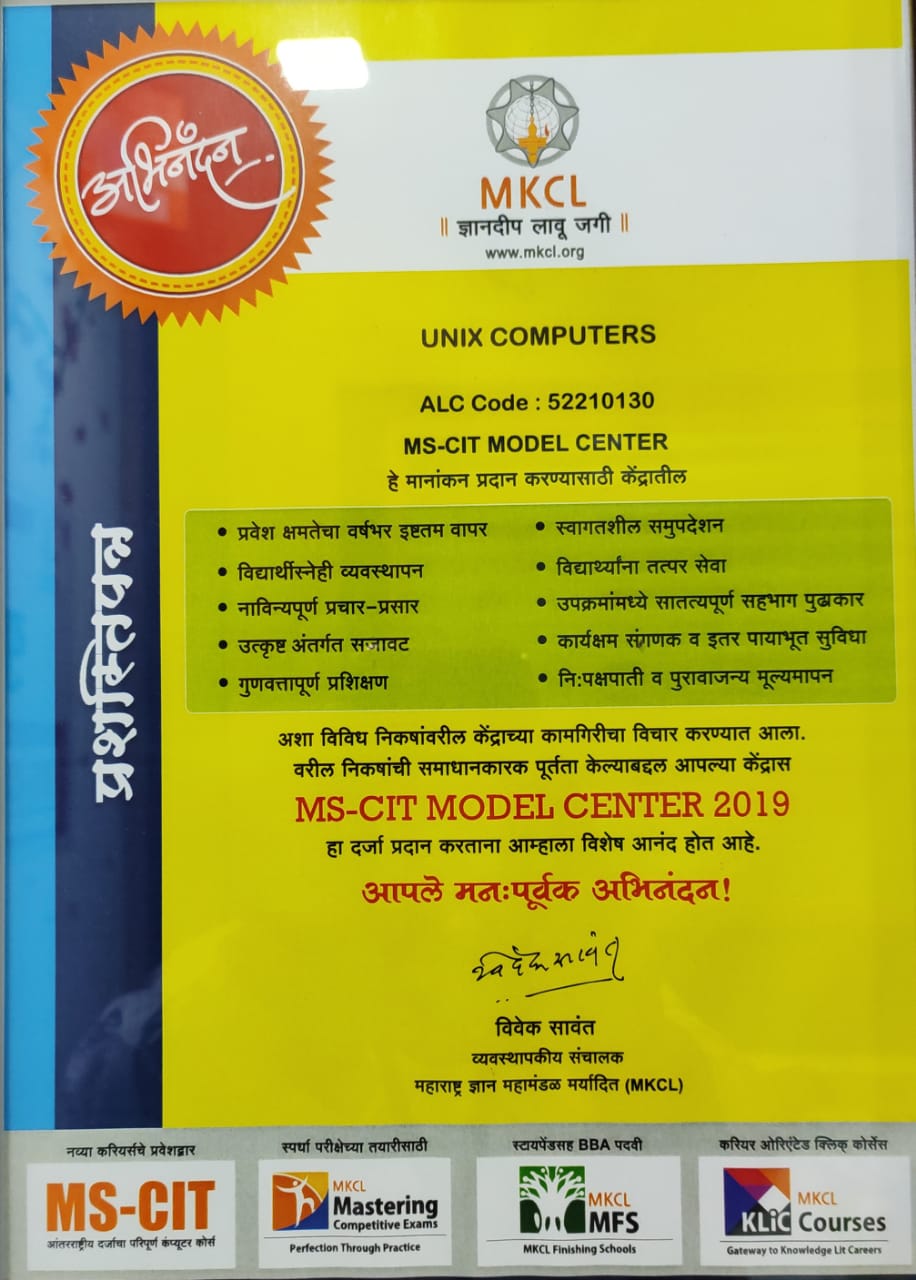 अभिनंदन...
MKCL
|| ज्ञानदीप लावू जगी ||
www.mkcl.org
प्रशस्तिपत्र
UNIX COMPUTERS
ALC Code : 52210130
MS-CIT MODEL CENTER
हे मानांकन प्रदान करण्यासाठी केंद्रातील
• प्रवेश क्षमतेचा वर्षभर इष्टतम वापर
• विद्यार्थीस्नेही व्यवस्थापन
• नाविन्यपूर्ण प्रचार-प्रसार
• उत्कृष्ट अंतर्गत सजावट
• गुणवत्तापूर्ण प्रशिक्षण
• स्वागतशील समुपदेशन
• विद्यार्थ्यांना तत्पर सेवा
• उपक्रमांमध्ये सातत्यपूर्ण सहभाग पुढाकार
• कार्यक्षम संगणक व इतर पायाभूत सुविधा
• नि:पक्षपाती व पुरावाजन्य मूल्यमापन
अशा विविध निकषांवरील केंद्राच्या कामगिरीचा विचार करण्यात आला.
वरील निकषांची समाधानकारक पूर्तता केल्याबद्दल आपल्या केंद्रास
MS-CIT MODEL CENTER 2019
हा दर्जा प्रदान करताना आम्हाला विशेष आनंद होत आहे.
आपले मनःपूर्वक अभिनंदन!
विवेक सावंत
विवेक सावंत
व्यवस्थापकीय संचालक
महाराष्ट्र ज्ञान महामंडळ मर्यादित (MKCL)
नव्या करियर्सचे प्रवेशद्वार
MS-CIT
आंतरराष्ट्रीय दर्जाचा परिपूर्ण कंप्यूटर कोर्स
स्पर्धा परीक्षेच्या तयारीसाठी
MKCL
Mastering
Competitive Exams
Perfection Through Practice
स्टायपेंडसह BBA पदवी
MKCL
MFS
MKCL Finishing Schools
करियर ओरिएंटेड क्लिक् कोर्सेस
MKCL
KLiC Courses
Gateway to Knowledge Lit Careers